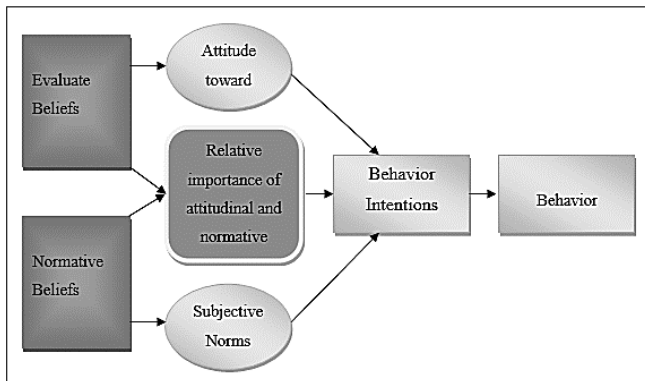 Evaluate
Beliefs
Attitude
toward
Relative
importance of
attitudinal and
normative
Behavior
Intentions
Behavior
Normative
Beliefs
Subjective
Norms